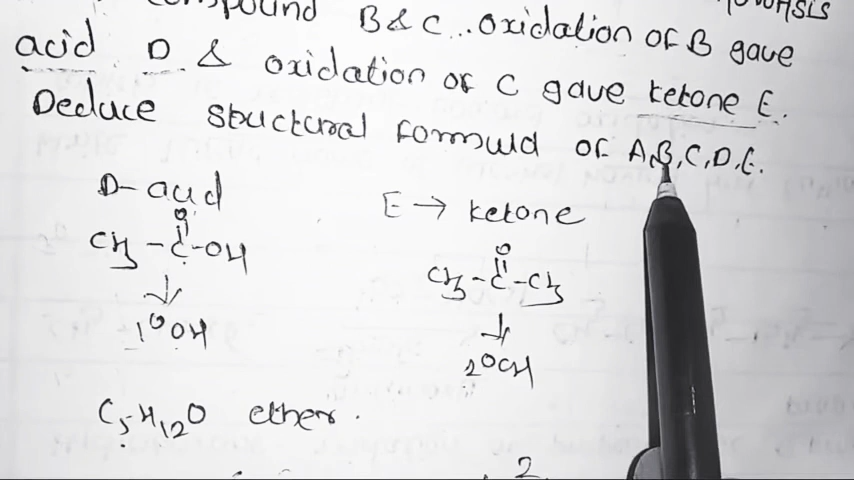 compound B & C.. oxidation of B gave
acid D & oxidation of C gave ketone E.
Deduce structural formula of A,B,C,D,E.
D- acid
E → ketone
O
CH3 - C - OH
O
CH3 - C - CH3
1° OH
2° OH
C5H12O ether.
2